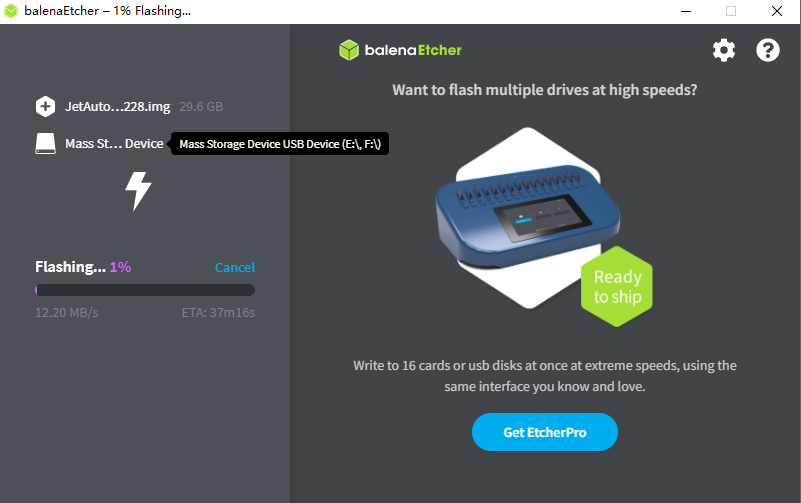 balenaEtcher – 1% Flashing...
balenaEtcher
JetAuto...228.img 29.6 GB
Mass St... Device
Mass Storage Device USB Device (E:\, F:\)
Flashing... 1%
Cancel
12.20 MB/s
ETA: 37m16s
Want to flash multiple drives at high speeds?
Ready
to ship
Write to 16 cards or usb disks at once at extreme speeds, using the
same interface you know and love.
Get EtcherPro